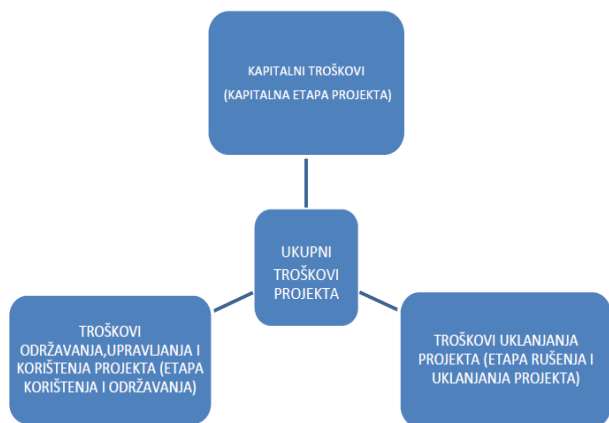 KAPITALNI TROŠKOVI
(KAPITALNA ETAPA PROJEKTA)
UKUPNI
TROŠKOVI
PROJEKTA
TROŠKOVI
ODRŽAVANJA,UPRAVLJANJA I
KORIŠTENJA PROJEKTA (ETAPA
KORIŠTENJA I ODRŽAVANJA)
TROŠKOVI UKLANJANJA
PROJEKTA (ETAPA RUŠENJA I
UKLANJANJA PROJEKTA)